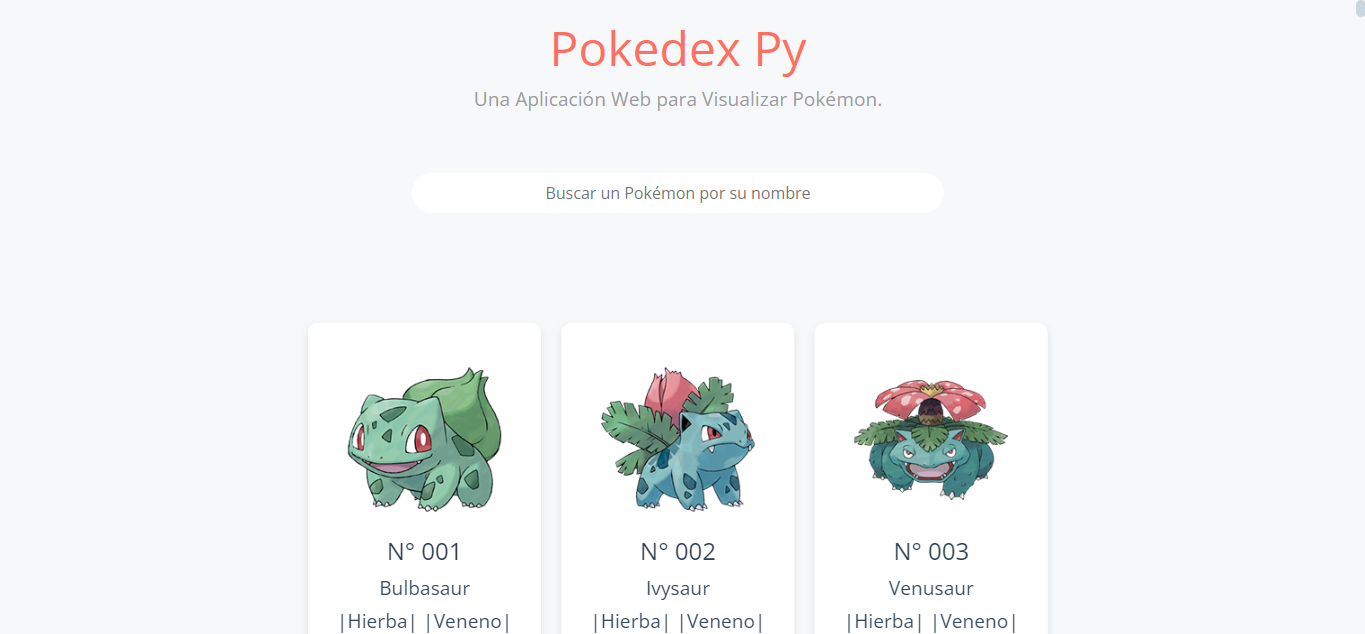 Pokedex Py
Una Aplicación Web para Visualizar Pokémon.
Buscar un Pokémon por su nombre
N° 001
Bulbasaur
|Hierba| |Veneno|
N° 002
Ivysaur
|Hierba| |Veneno|
N° 003
Venusaur
|Hierba| |Veneno|